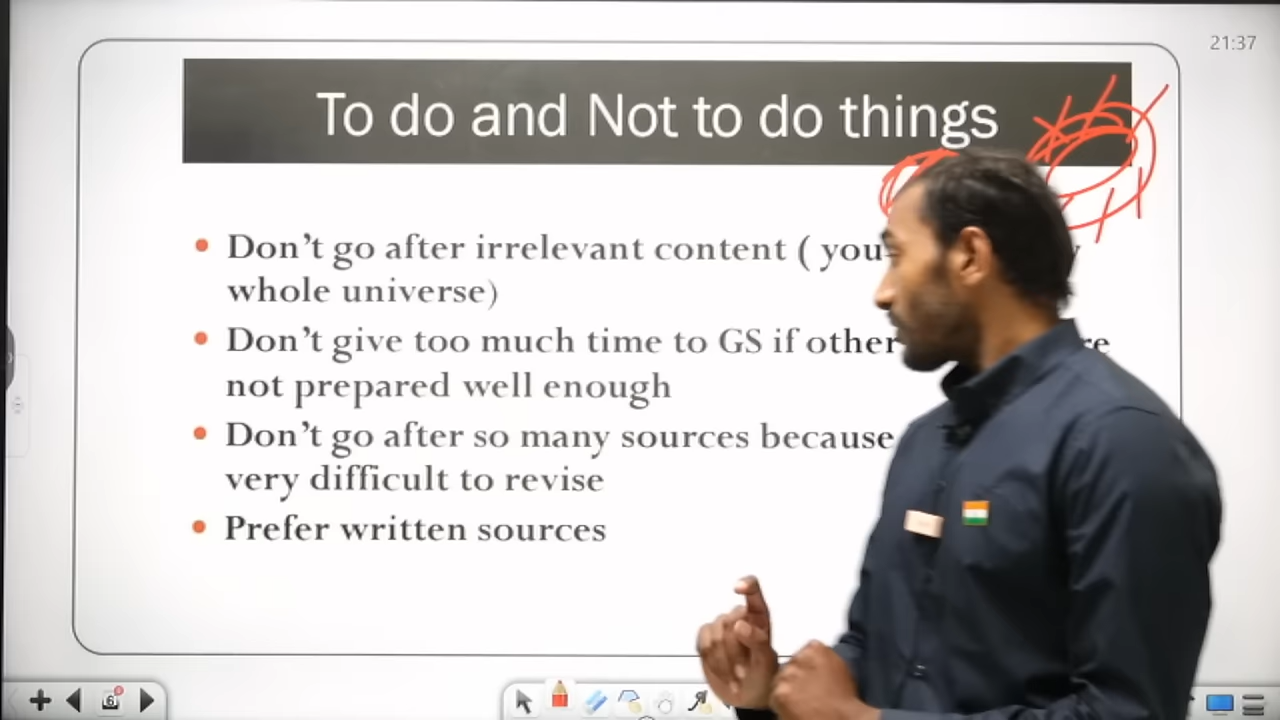 21:37
To do and Not to do things
Don't go after irrelevant content ( you
whole universe)
Don't give too much time to GS if other
not prepared well enough
Don't go after so many sources because
very difficult to revise
Prefer written sources